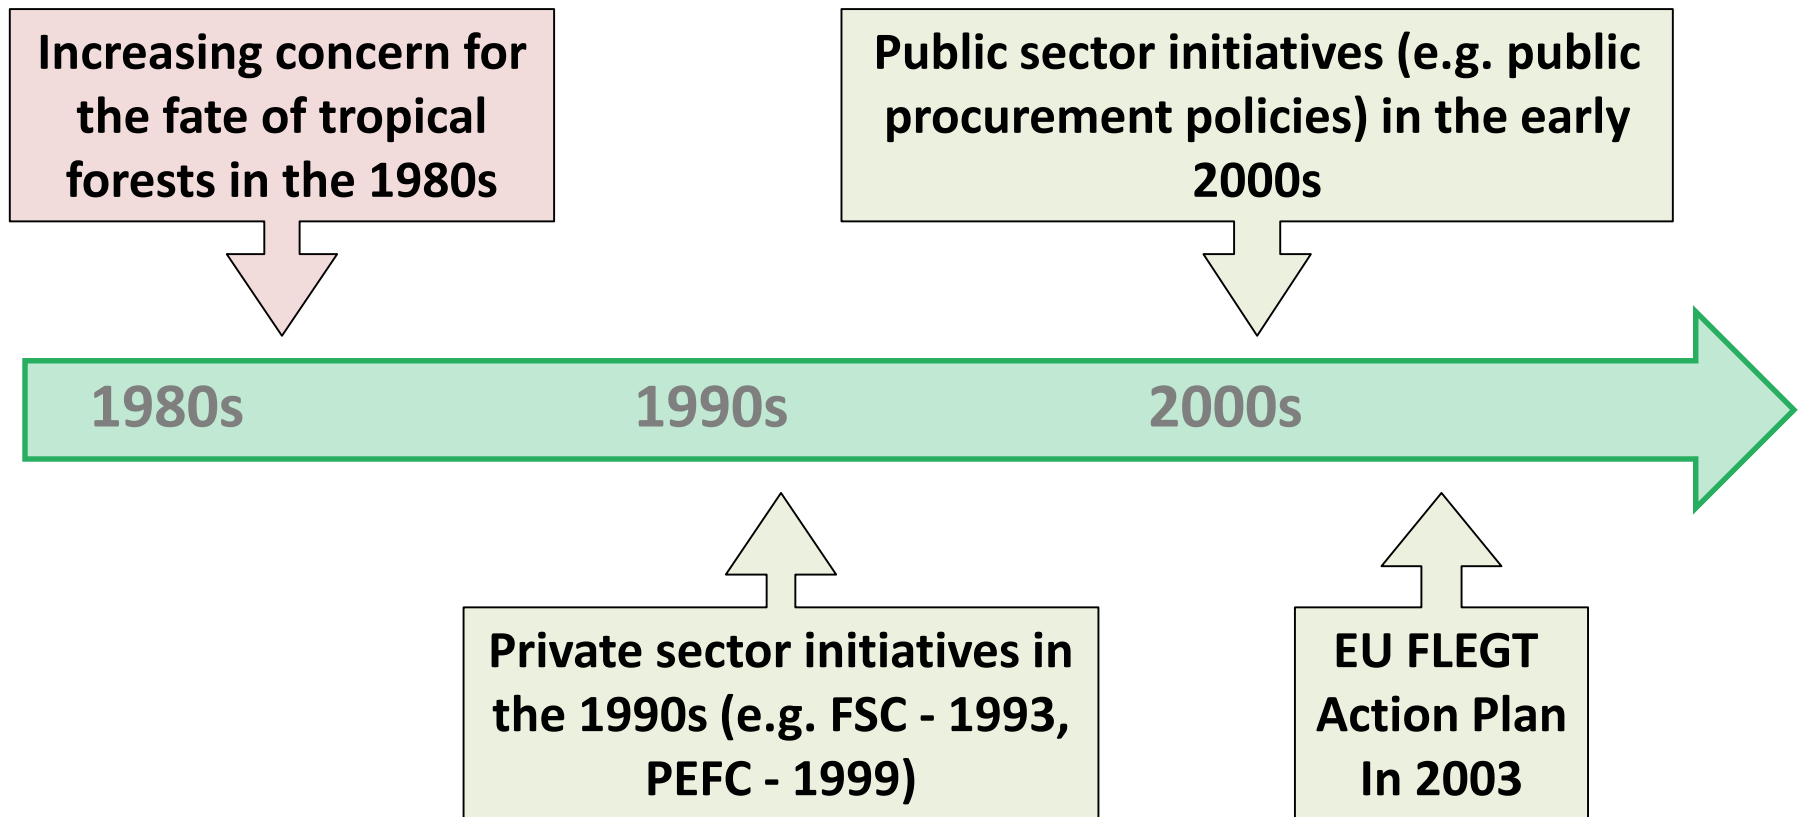 Increasing concern for
the fate of tropical
forests in the 1980s
Public sector initiatives (e.g. public
procurement policies) in the early
2000s
1980s
1990s
2000s
Private sector initiatives in
the 1990s (e.g. FSC - 1993,
PEFC - 1999)
EU FLEGT
Action Plan
In 2003